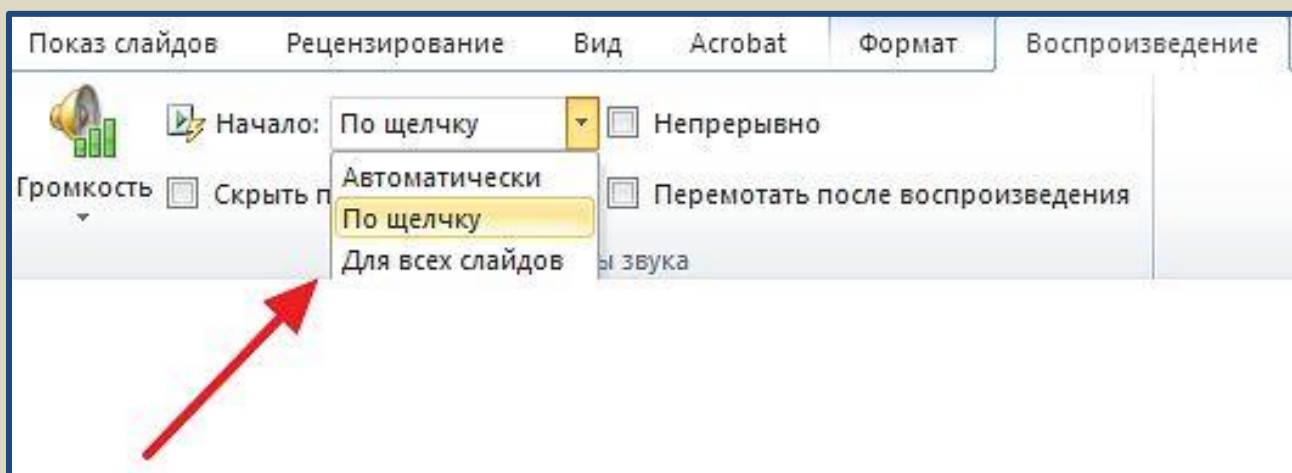 Показ слайдов Рецензирование Вид Acrobat Формат Воспроизведение
Начало: По щелчку Непрерывно
Громкость Скрыть п Автоматически Перемотать после воспроизведения
По щелчку
Для всех слайдов ы звука